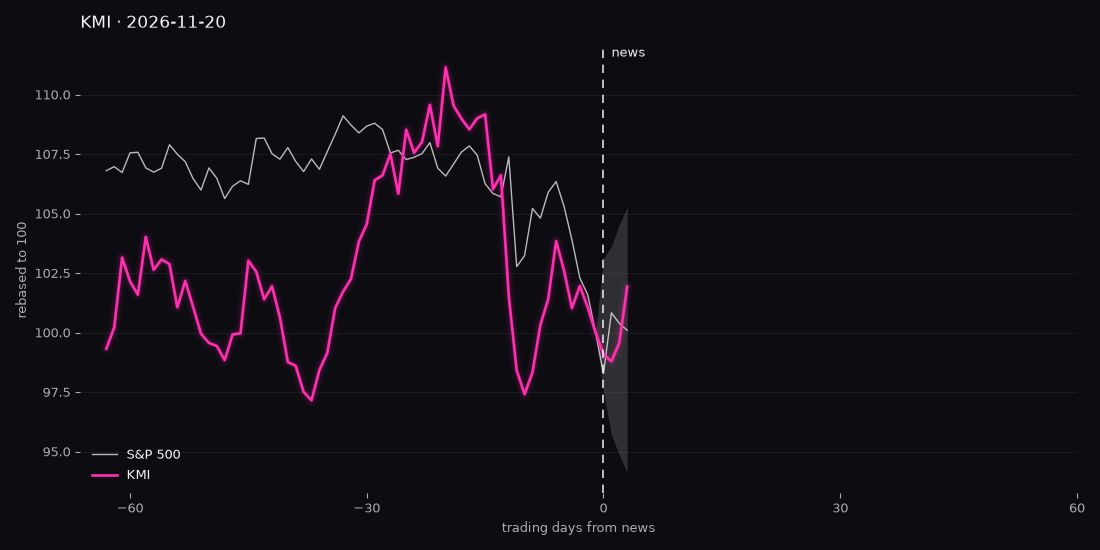 KMI · 2026-11-20
news
110.0
107.5
105.0
102.5
100.0
97.5
95.0
rebased to 100
S&P 500
KMI
−60
−30
0
30
60
trading days from news